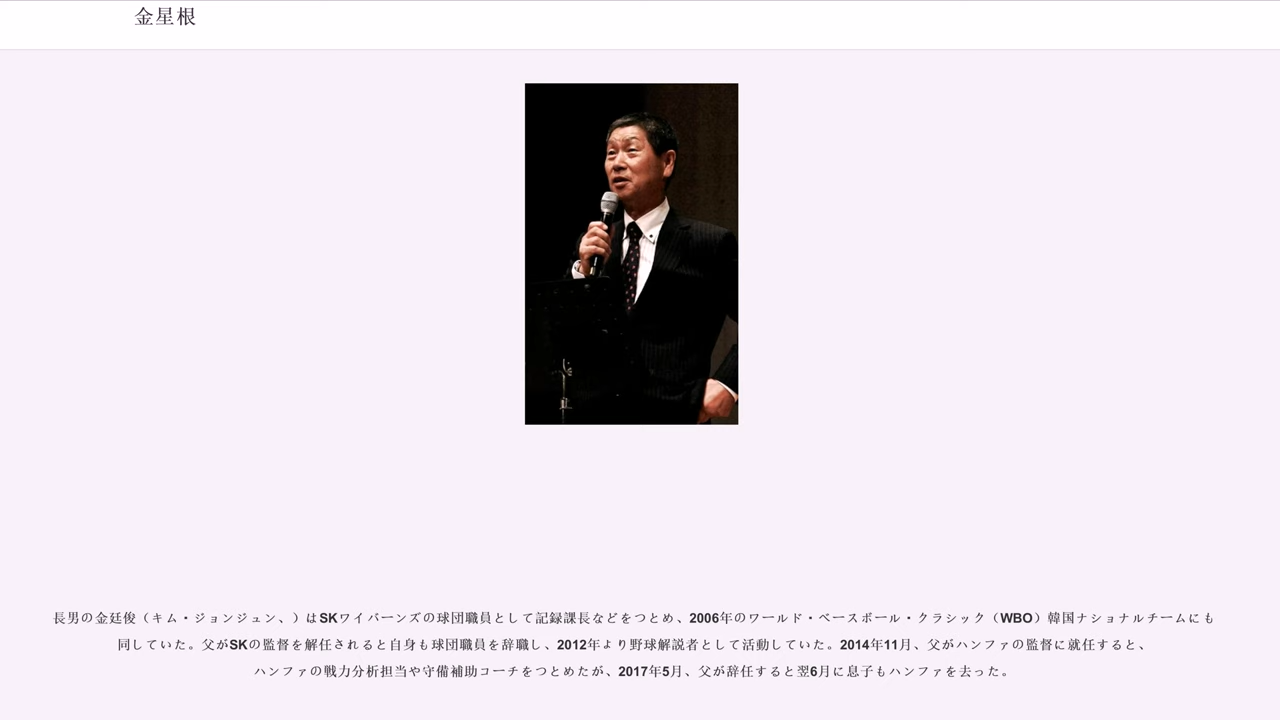 金星根
長男の金廷俊（キム・ジョンジュン、）はSKワイバーンズの球団職員として記録課長などをつとめ、2006年のワールド・ベースボール・クラシック（WBO）韓国ナショナルチームにも
同していた。父がSKの監督を解任されると自身も球団職員を辞職し、2012年より野球解説者として活動していた。2014年11月、父がハンファの監督に就任すると、
ハンファの戦力分析担当や守備補助コーチをつとめたが、2017年5月、父が辞任すると翌6月に息子もハンファを去った。